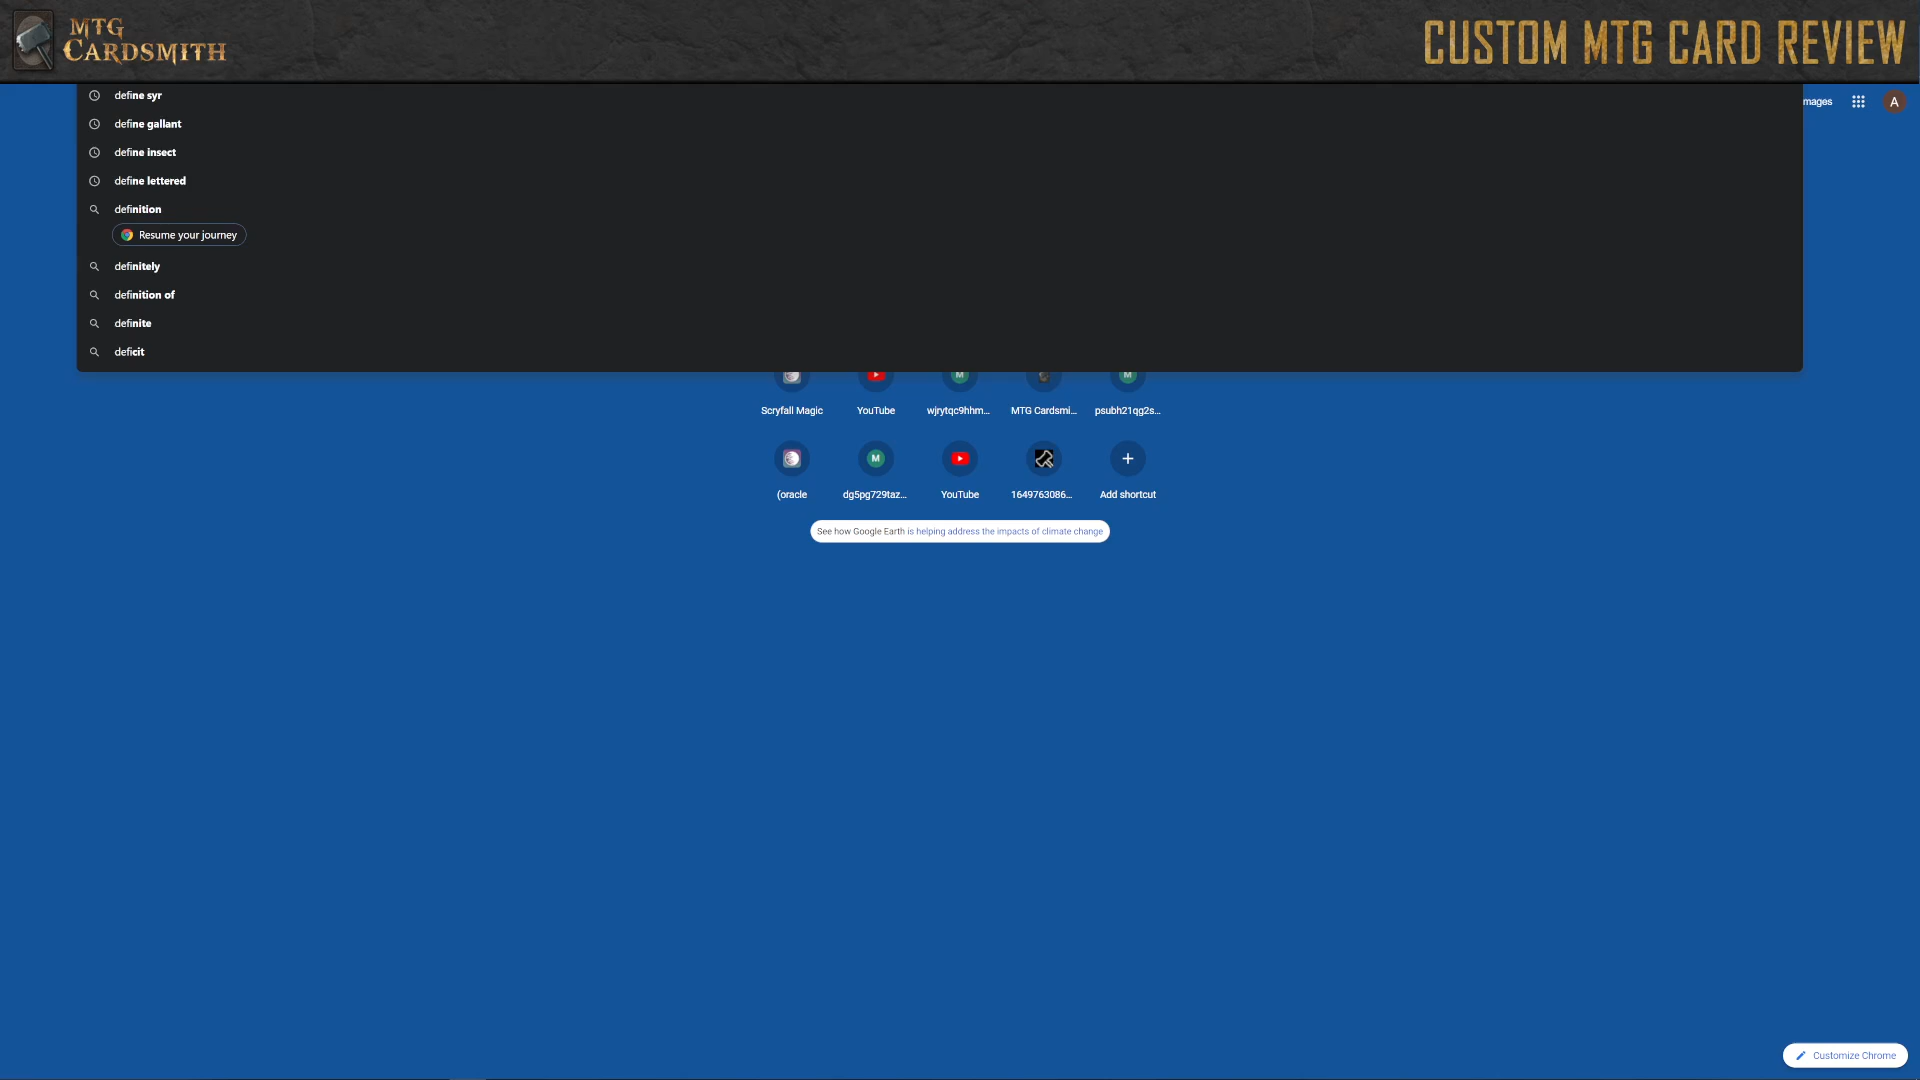 MTG
CARDSMITH
CUSTOM MTG CARD REVIEW
define syr
define gallant
mages
A
define insect
define lettered
definition
Resume your journey
definitely
definition of
definite
deficit
Scryfall Magic
YouTube
wjrytqc9hhm...
MTG Cardsmi...
psubh21qg2s...
M
(oracle
dg5pg729taz...
YouTube
1649763086...
Add shortcut
See how Google Earth is helping address the impacts of climate change
Customize Chrome